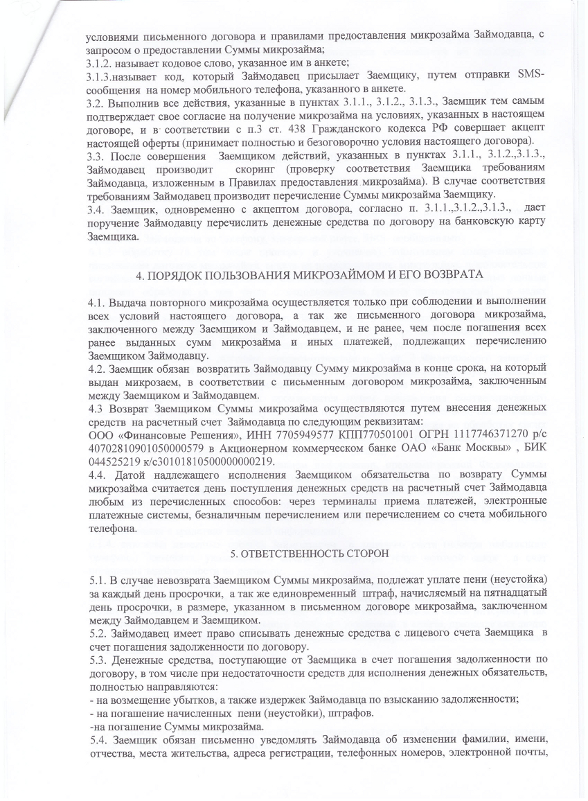 условиями письменного договора и правилами предоставления микрозайма Займодавца, с
запросом о предоставлении Суммы микрозайма;
3.1.2. называет кодовое слово, указанное им в анкете;
3.1.3.называет код, который Займодавец присылает Заемщику, путем отправки SMS-
сообщения на номер мобильного телефона, указанного в анкете.
3.2. Выполнив все действия, указанные в пунктах 3.1.1., 3.1.2., 3.1.3., Заемщик тем самым
подтверждает свое согласие на получение микрозайма на условиях, указанных в настоящем
договоре, и в соответствии с п.3 ст. 438 Гражданского кодекса РФ совершает акцепт
настоящей оферты (принимает полностью и безоговорочно условия настоящего договора).
3.3. После совершения Заемщиком действий, указанных в пунктах 3.1.1., 3.1.2.,3.1.3.,
Займодавец производит скоринг (проверку соответствия Заемщика требованиям
Займодавца, изложенным в Правилах предоставления микрозайма). В случае соответствия
требованиям Займодавец производит перечисление Суммы микрозайма Заемщику.
3.4. Заемщик, одновременно с акцептом договора, согласно п. 3.1.1.,3.1.2.,3.1.3., дает
поручение Займодавцу перечислить денежные средства по договору на банковскую карту
Заемщика.
4. ПОРЯДОК ПОЛЬЗОВАНИЯ МИКРОЗАЙМОМ И ЕГО ВОЗВРАТА
4.1. Выдача повторного микрозайма осуществляется только при соблюдении и выполнении
всех условий настоящего договора, а так же письменного договора микрозайма,
заключенного между Заемщиком и Займодавцем, и не ранее, чем после погашения всех
ранее выданных сумм микрозайма и иных платежей, подлежащих перечислению
Заемщиком Займодавцу.
4.2. Заемщик обязан возвратить Займодавцу Сумму микрозайма в конце срока, на который
выдан микрозаем, в соответствии с письменным договором микрозайма, заключенным
между Заемщиком и Займодавцем.
4.3 Возврат Заемщиком Суммы микрозайма осуществляются путем внесения денежных
средств на расчетный счет Займодавца по следующим реквизитам:
ООО «Финансовые Решения», ИНН 7705949577 КПП770501001 ОГРН 1117746371270 р/с
40702810901050000579 в Акционерном коммерческом банке ОАО «Банк Москвы» , БИК
044525219 к/с30101810500000000219.
4.4. Датой надлежащего исполнения Заемщиком обязательства по возврату Суммы
микрозайма считается день поступления денежных средств на расчетный счет Займодавца
любым из перечисленных способов: через терминалы приема платежей, электронные
платежные системы, безналичным перечислением или перечислением со счета мобильного
телефона.
5. ОТВЕТСТВЕННОСТЬ СТОРОН
5.1. В случае невозврата Заемщиком Суммы микрозайма, подлежат уплате пени (неустойка)
за каждый день просрочки, а так же единовременный штраф, начисляемый на пятнадцатый
день просрочки, в размере, указанном в письменном договоре микрозайма, заключенном
между Займодавцем и Заемщиком.
5.2. Займодавец имеет право списывать денежные средства с лицевого счета Заемщика в
счет погашения задолженности по договору.
5.3. Денежные средства, поступающие от Заемщика в счет погашения задолженности по
договору, в том числе при недостаточности средств для исполнения денежных обязательств,
полностью направляются:
- на возмещение убытков, а также издержек Займодавца по взысканию задолженности;
- на погашение начисленных пени (неустойки), штрафов.
-на погашение Суммы микрозайма.
5.4. Заемщик обязан письменно уведомлять Займодавца об изменении фамилии, имени,
отчества, места жительства, адреса регистрации, телефонных номеров, электронной почты,